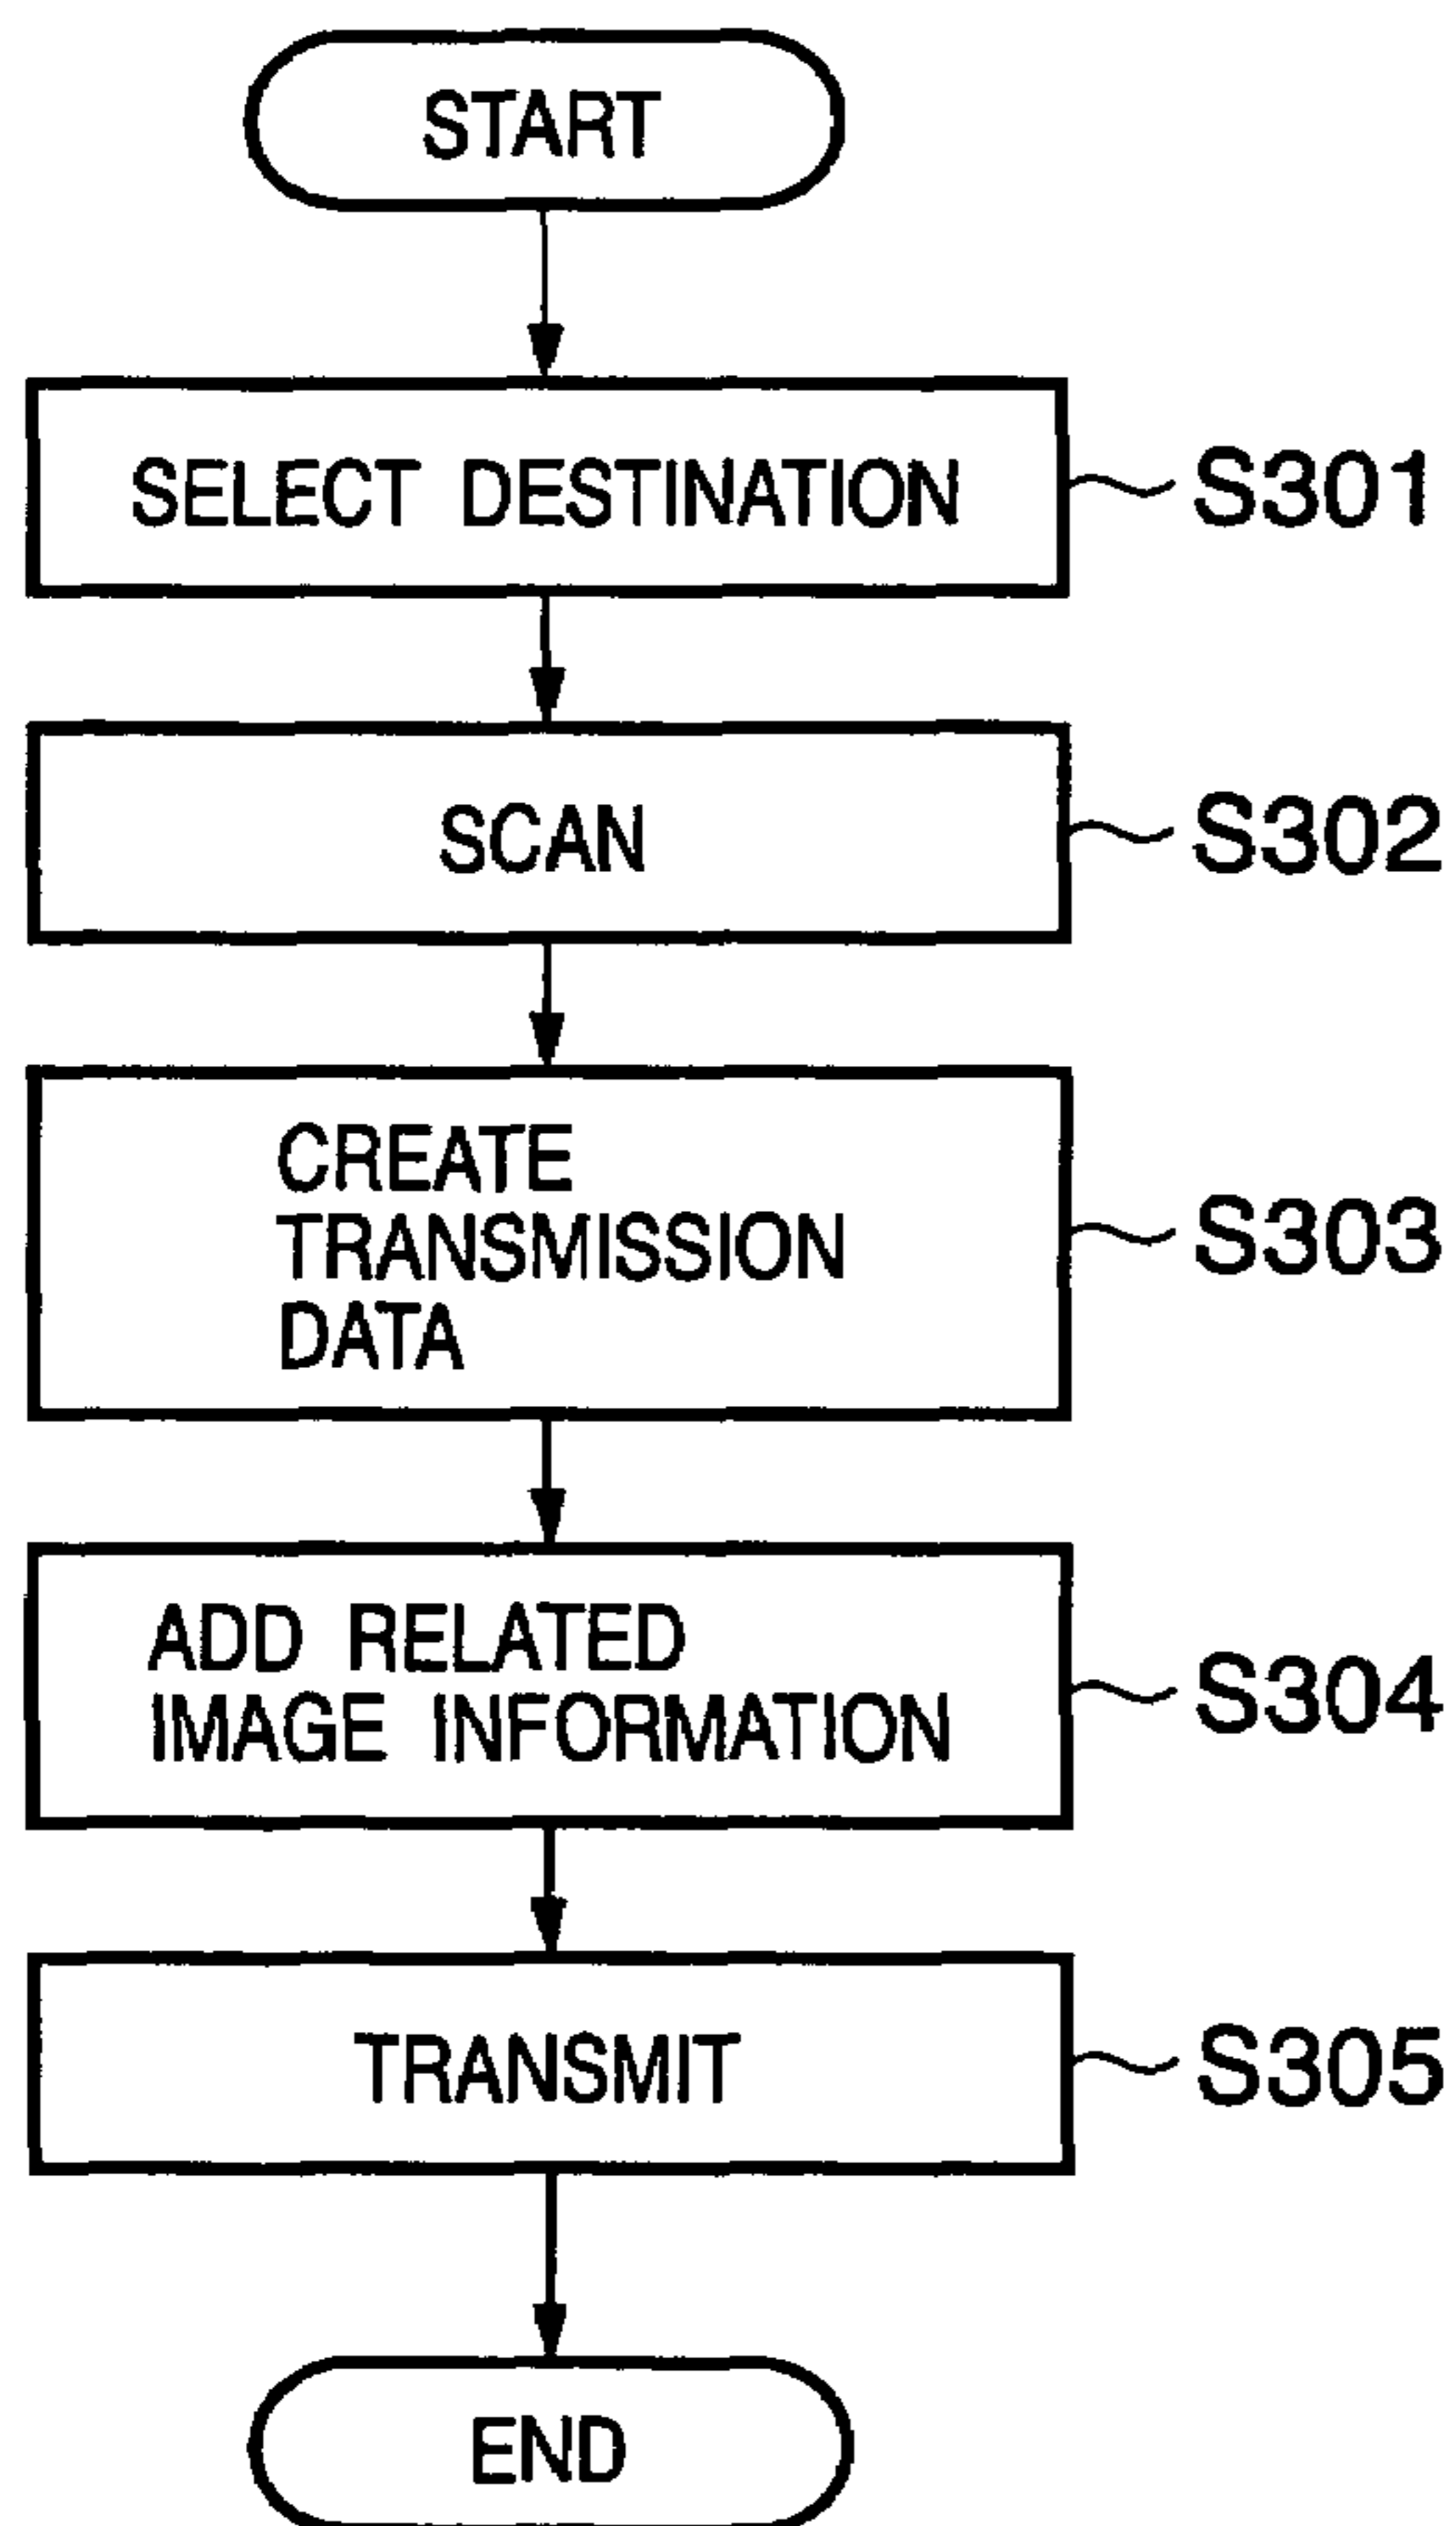 START
SELECT DESTINATION
S301
SCAN
S302
CREATE
TRANSMISSION
DATA
S303
ADD RELATED
IMAGE INFORMATION
S304
TRANSMIT
S305
END